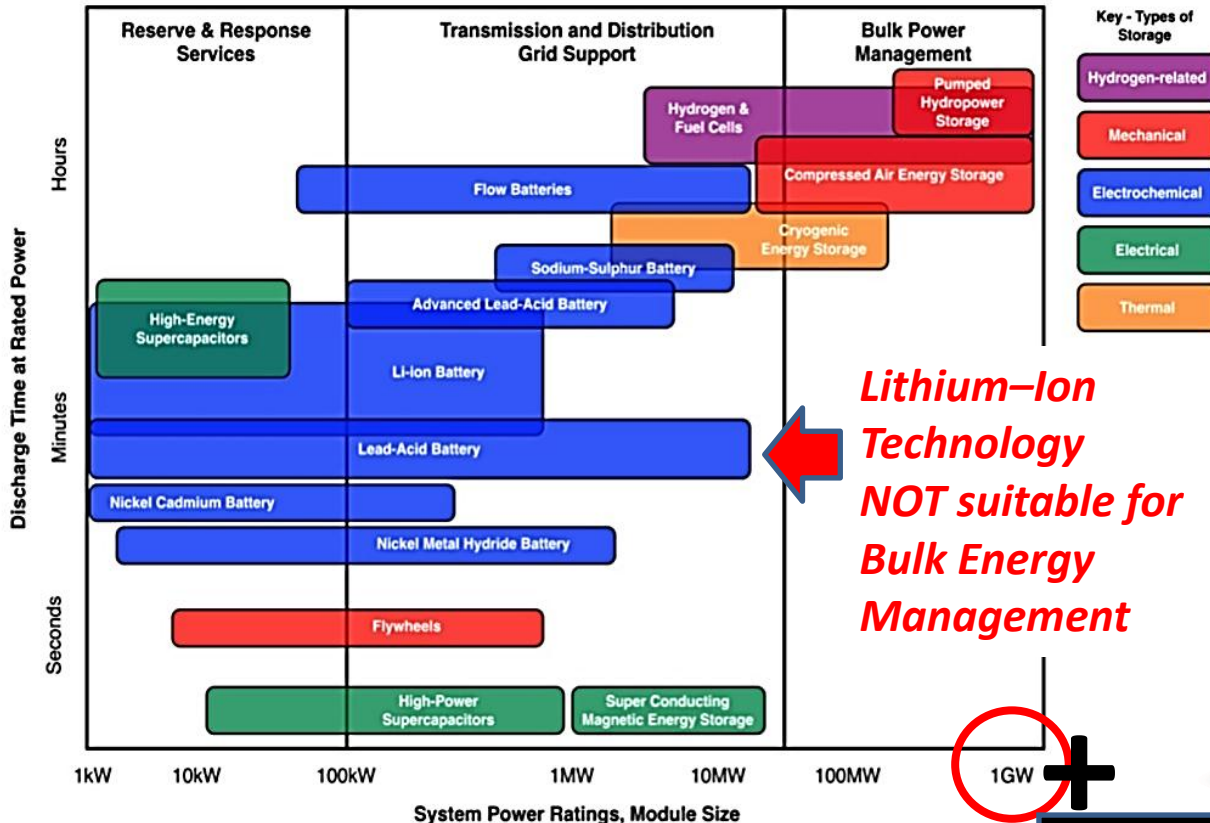 Reserve & Response
Services
Transmission and Distribution
Grid Support
Bulk Power
Management
Key - Types of
Storage
Hydrogen-related
Mechanical
Electrochemical
Electrical
Thermal
Pumped
Hydropower
Storage
Hydrogen &
Fuel Cells
Compressed Air Energy Storage
Flow Batteries
Cryogenic
Energy Storage
Sodium-Sulphur Battery
Advanced Lead-Acid Battery
High-Energy
Supercapacitors
Li-ion Battery
Lead-Acid Battery
Nickel Cadmium Battery
Nickel Metal Hydride Battery
Flywheels
High-Power
Supercapacitors
Super Conducting
Magnetic Energy Storage
Lithium–Ion
Technology
NOT suitable for
Bulk Energy
Management
Discharge Time at Rated Power
Hours
Minutes
Seconds
1kW
10kW
100kW
1MW
10MW
100MW
1GW
+
System Power Ratings, Module Size